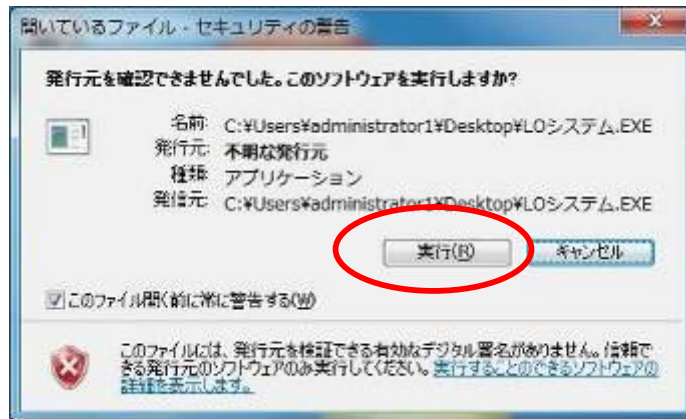 開いているファイル - セキュリティの警告
発行元を確認できませんでした。このソフトウェアを実行しますか?
名前: C:¥Users¥administrator1¥Desktop¥LOシステム.EXE
発行元: 不明な発行元
種類: アプリケーション
発信元: C:¥Users¥administrator1¥Desktop¥LOシステム.EXE
実行(R) キャンセル
このファイル開く前に常に警告する(W)
このファイルには、発行元を検証できる有効なデジタル署名がありません。信頼で
きる発行元のソフトウェアのみ実行してください。実行することのできるソフトウェアの
詳細を表示します。